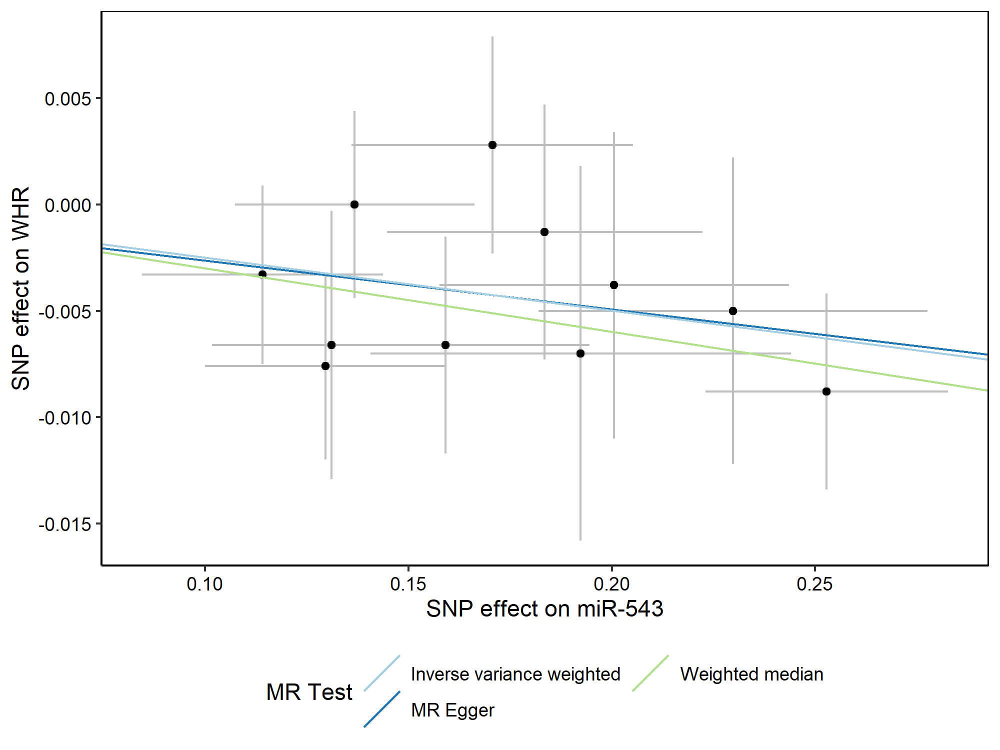 0.005
0.000
-0.005
-0.010
-0.015
SNP effect on WHR
0.10 0.15 0.20 0.25
SNP effect on miR-543
MR Test
Inverse variance weighted
MR Egger
Weighted median